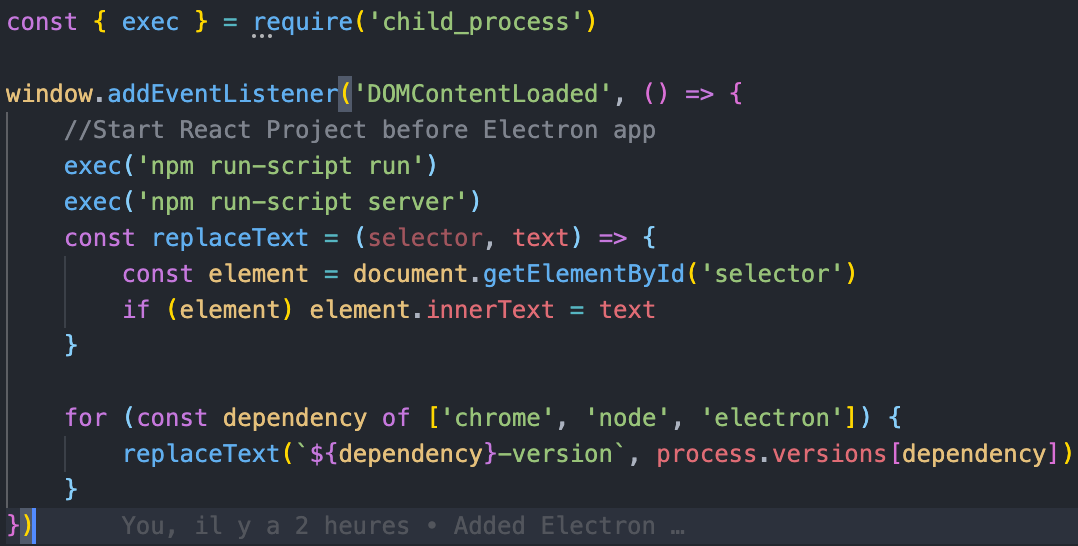 const { exec } = require('child_process')
window.addEventListener('DOMContentLoaded', () => {
//Start React Project before Electron app
exec('npm run-script run')
exec('npm run-script server')
const replaceText = (selector, text) => {
const element = document.getElementById('selector')
if (element) element.innerText = text
}
for (const dependency of ['chrome', 'node', 'electron']) {
replaceText(`${dependency}-version`, process.versions[dependency])
}
}) You, il y a 2 heures • Added Electron …